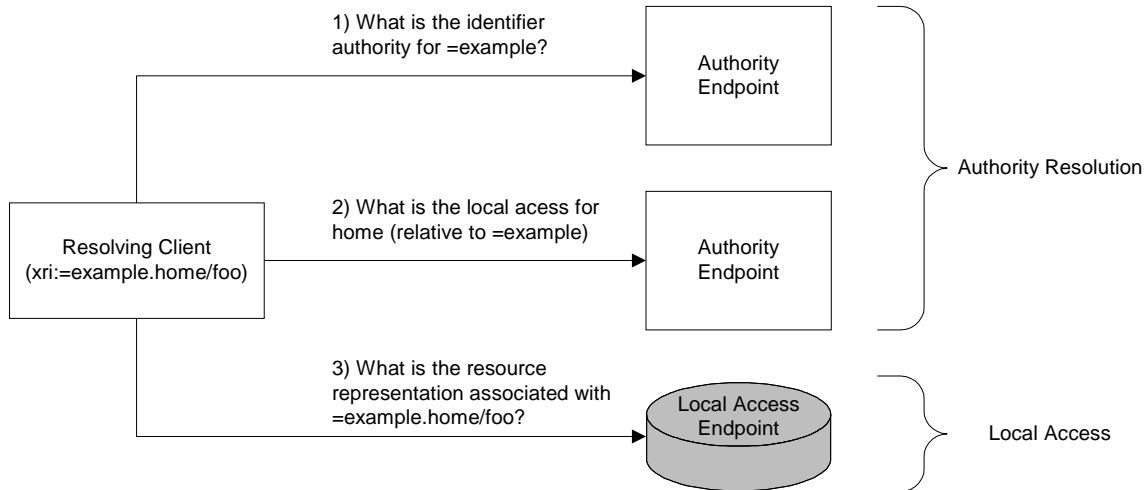 1) What is the identifier
authority for =example?
Authority
Endpoint
Authority Resolution
2) What is the local acess for
home (relative to =example)
Resolving Client
(xri:=example.home/foo)
Authority
Endpoint
3) What is the resource
representation associated with
=example.home/foo?
Local Access
Endpoint
Local Access